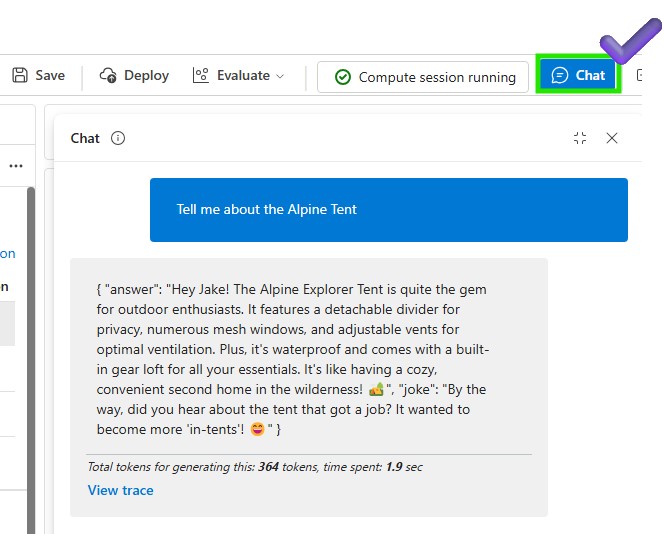 Save
Deploy
Evaluate
Compute session running
Chat
Chat
...
on
n
Tell me about the Alpine Tent
{ "answer": "Hey Jake! The Alpine Explorer Tent is quite the gem
for outdoor enthusiasts. It features a detachable divider for
privacy, numerous mesh windows, and adjustable vents for
optimal ventilation. Plus, it's waterproof and comes with a built-
in gear loft for all your essentials. It's like having a cozy,
convenient second home in the wilderness! 🏕️", "joke": "By the
way, did you hear about the tent that got a job? It wanted to
become more 'in-tents'! 😄" }
Total tokens for generating this: 364 tokens, time spent: 1.9 sec
View trace